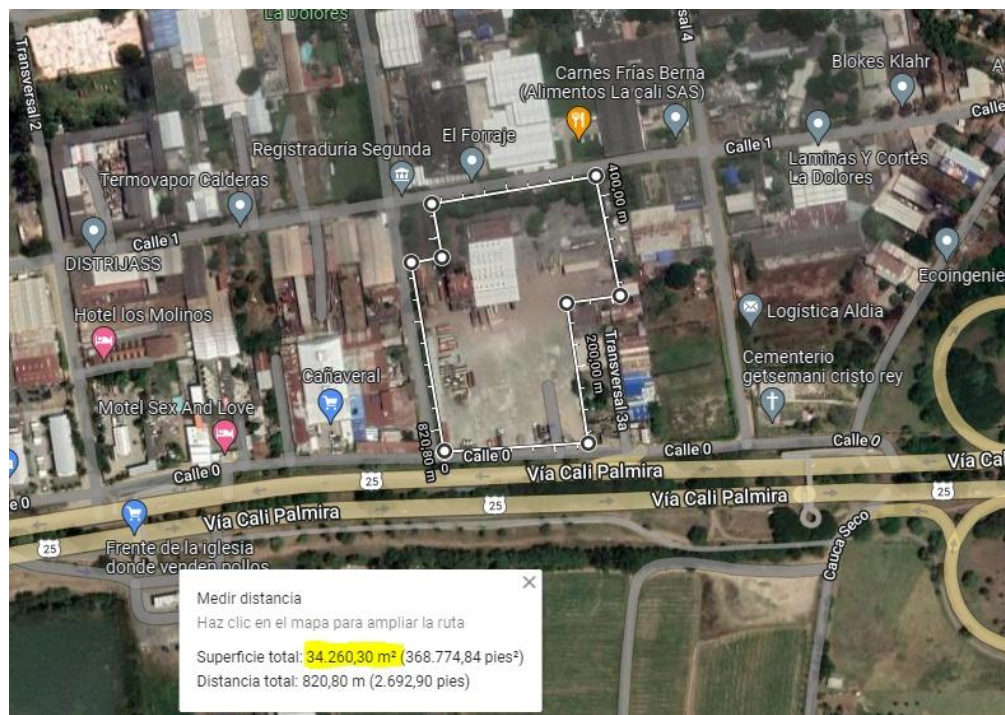 La Dolores
Transversal 2
sal 4
Blokes Klahr
Carnes Frías Berna
(Alimentos La cali SAS)
Calle
El Forraje
Registraduría Segunda
Calle 1
Laminas Y Cortes
La Dolores
Termovapor Calderas
400,00 m
Calle 1
DISTRIJASS
Ecoingenie
Hotel los Molinos
Logística Aldia
Transversal 3a
200,00 m
Cementerio
getsemani cristo rey
Cañaveral
Motel Sex And Love
820,80 m
0
Calle 0
Calle 0
Calle 0
Calle 0
e 0
Vía Cali Palmira
Vía Ca
25
25
25
25
Vía Cali Palmira
Vía Cali Palmira
Cauca Seco
Frente de la iglesia
donde venden pollos
Medir distancia
Haz clic en el mapa para ampliar la ruta
Superficie total: 34.260,30 m² (368.774,84 pies²)
Distancia total: 820,80 m (2.692,90 pies)